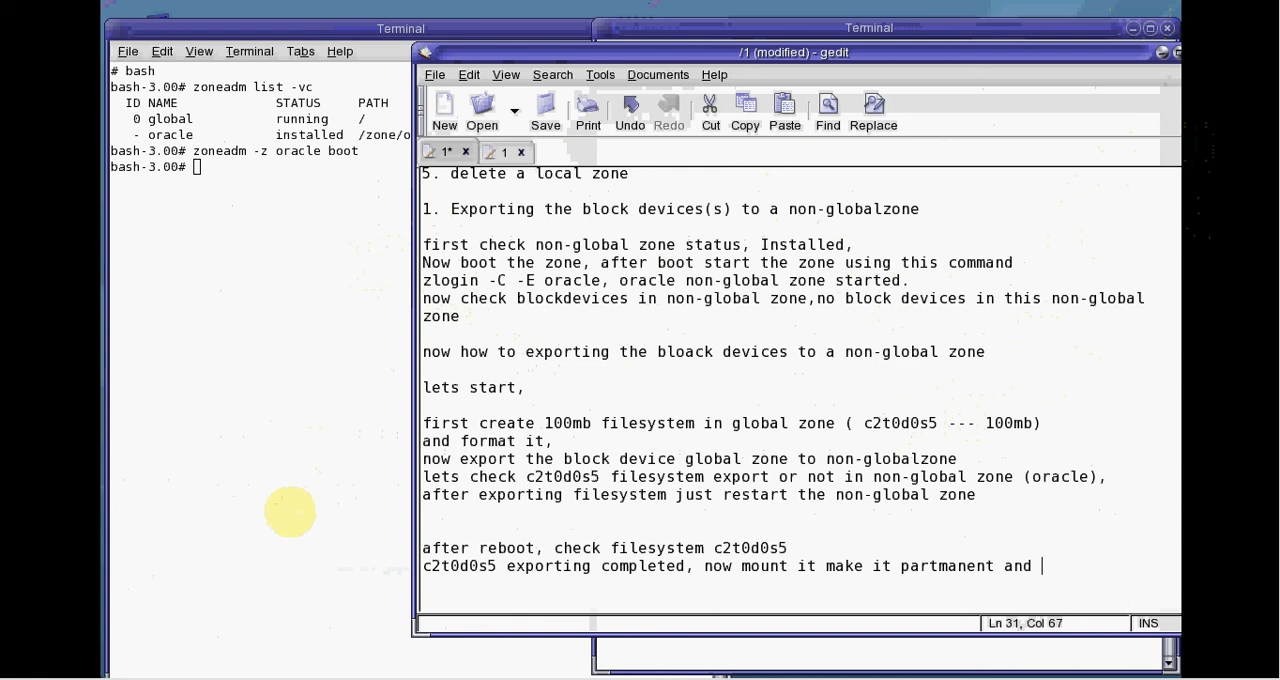 Terminal
Terminal
File Edit View Terminal Tabs Help
# bash
bash-3.00# zoneadm list -vc
ID NAME STATUS PATH
0 global running /
- oracle installed /zone/o
bash-3.00# zoneadm -z oracle boot
bash-3.00#
/1 (modified) - gedit
File Edit View Search Tools Documents Help
New Open Save Print Undo Redo Cut Copy Paste Find Replace
1* x 1 x
5. delete a local zone
1. Exporting the block devices(s) to a non-globalzone
first check non-global zone status, Installed,
Now boot the zone, after boot start the zone using this command
zlogin -C -E oracle, oracle non-global zone started.
now check blockdevices in non-global zone,no block devices in this non-global
zone
now how to exporting the bloack devices to a non-global zone
lets start,
first create 100mb filesystem in global zone ( c2t0d0s5 --- 100mb)
and format it,
now export the block device global zone to non-globalzone
lets check c2t0d0s5 filesystem export or not in non-global zone (oracle),
after exporting filesystem just restart the non-global zone
after reboot, check filesystem c2t0d0s5
c2t0d0s5 exporting completed, now mount it make it partmanent and
Ln 31, Col 67 INS